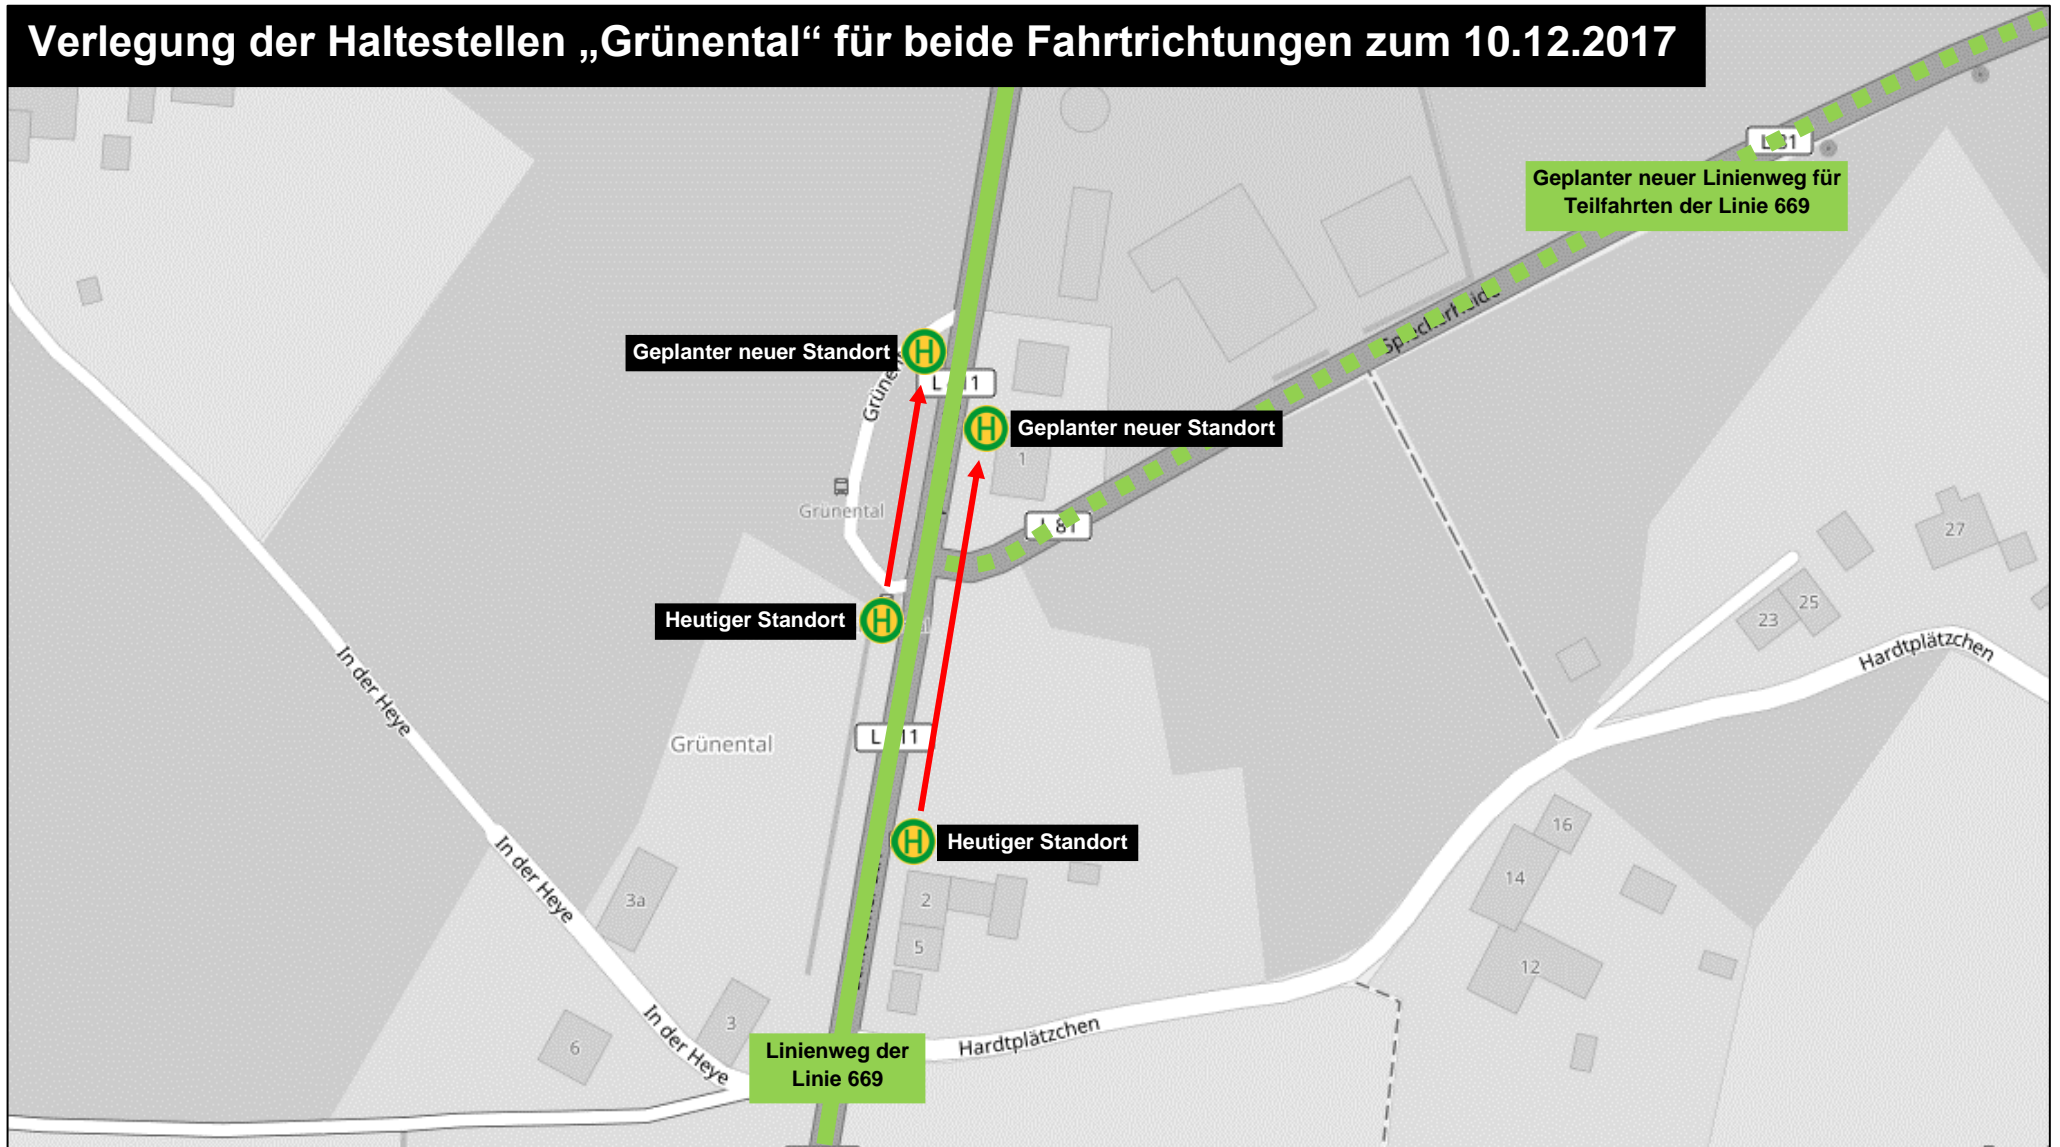 Verlegung der Haltestellen „Grünental“ für beide Fahrtrichtungen zum 10.12.2017
Geplanter neuer Linienweg für
Teilfahrten der Linie 669
Geplanter neuer Standort
H
H
Geplanter neuer Standort
1
Grünental
27
Heutiger Standort
H
25
23
Hardtplätzchen
In der Heye
Grünental
H
Heutiger Standort
16
In der Heye
3a
14
2
5
12
3
In der Heye
6
Hardtplätzchen
Linienweg der
Linie 669